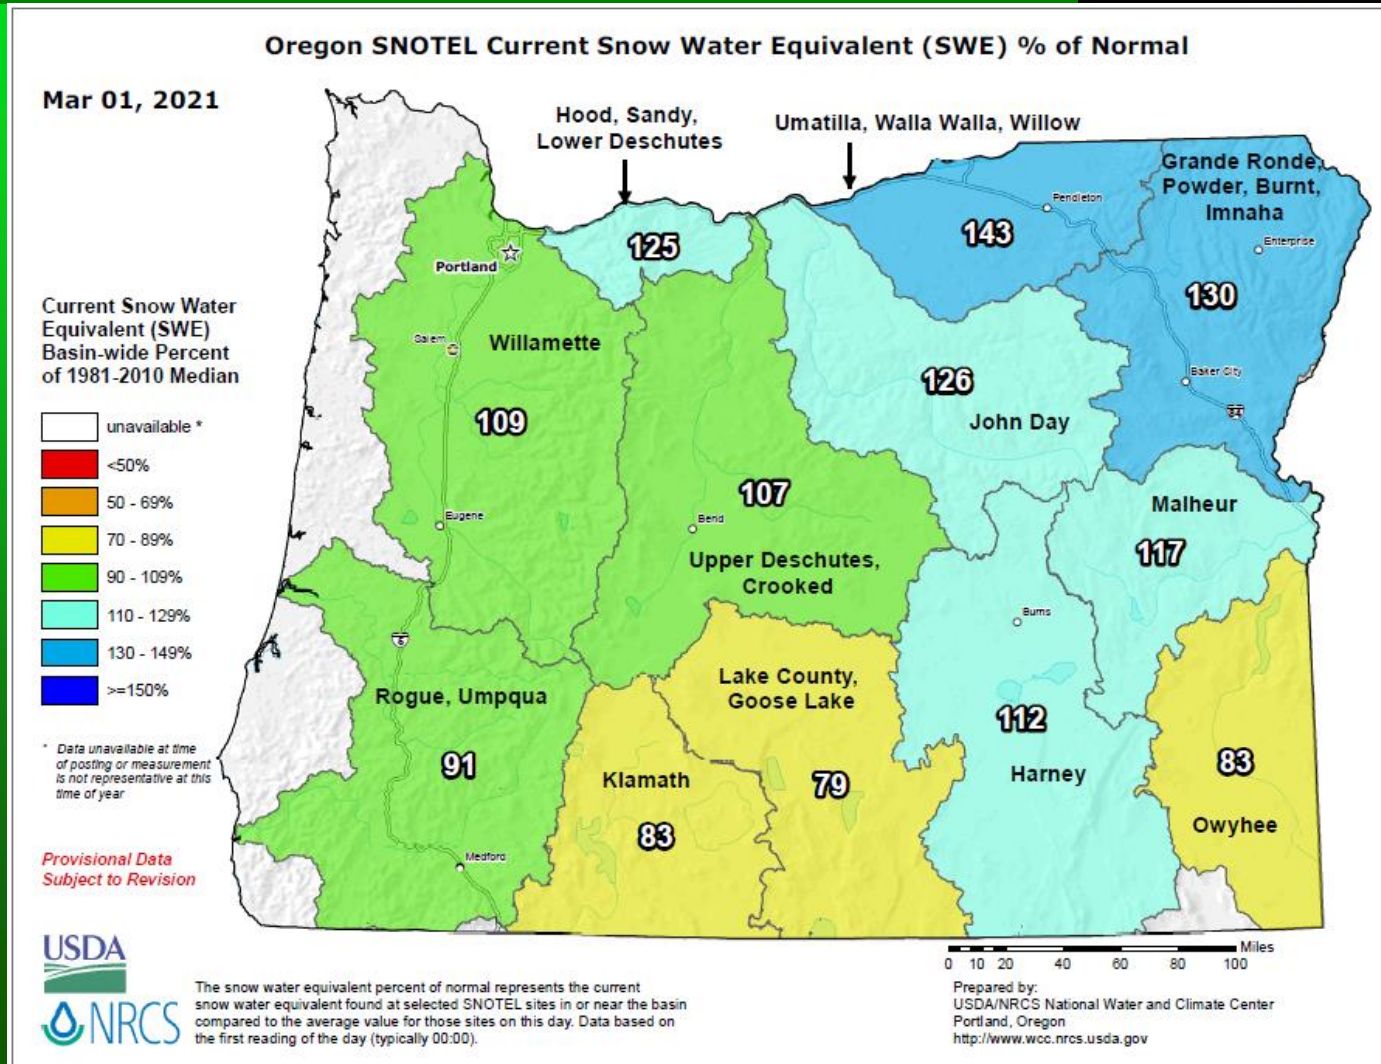 Oregon SNOTEL Current Snow Water Equivalent (SWE) % of Normal
Mar 01, 2021
Hood, Sandy,
Lower Deschutes
Umatilla, Walla Walla, Willow
Grande Ronde,
Powder, Burnt,
Imnaha
Pendleton
Enterprise
143
125
130
Portland
Current Snow Water
Equivalent (SWE)
Basin-wide Percent
of 1981-2010 Median
Salem
Willamette
126
Baker City
84
109
John Day
unavailable *
<50%
50 - 69%
70 - 89%
90 - 109%
110 - 129%
130 - 149%
>=150%
107
Malheur
Eugene
Bend
117
Upper Deschutes,
Crooked
Burns
5
Lake County,
Goose Lake
Rogue, Umpqua
112
* Data unavailable at time
of posting or measurement
is not representative at this
time of year
91
Klamath
79
Harney
83
83
Owyhee
Provisional Data
Subject to Revision
Medford
USDA
NRCS
Miles
0 10 20 40 60 80 100
The snow water equivalent percent of normal represents the current
snow water equivalent found at selected SNOTEL sites in or near the basin
compared to the average value for those sites on this day. Data based on
the first reading of the day (typically 00:00).
Prepared by:
USDA/NRCS National Water and Climate Center
Portland, Oregon
http://www.wcc.nrcs.usda.gov